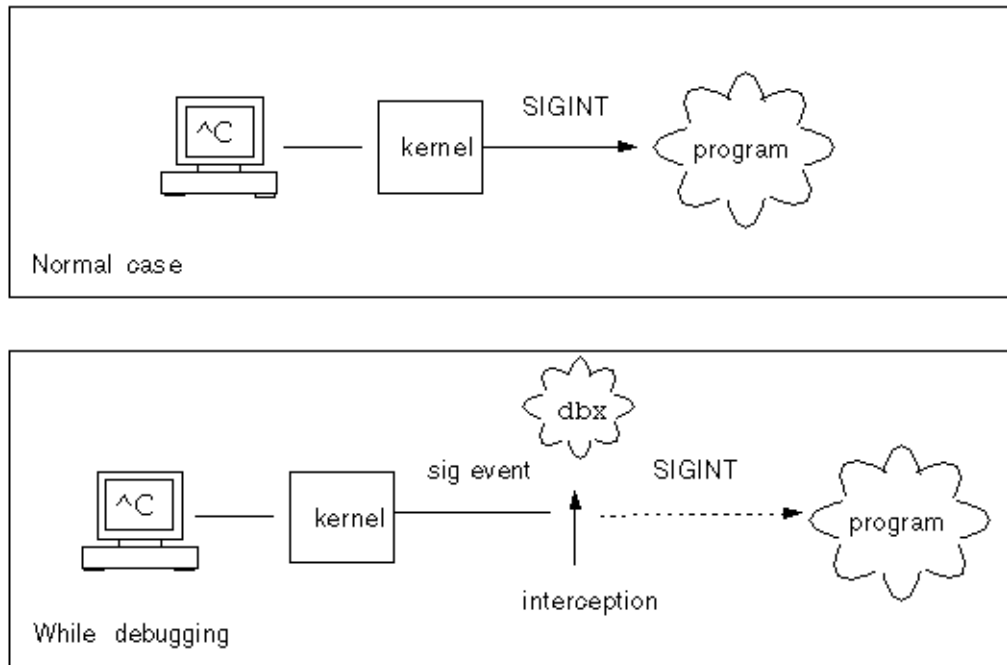 SIGINT
^C
kernel
program
Normal case
dbx
sig event
SIGINT
^C
kernel
program
interception
While debugging